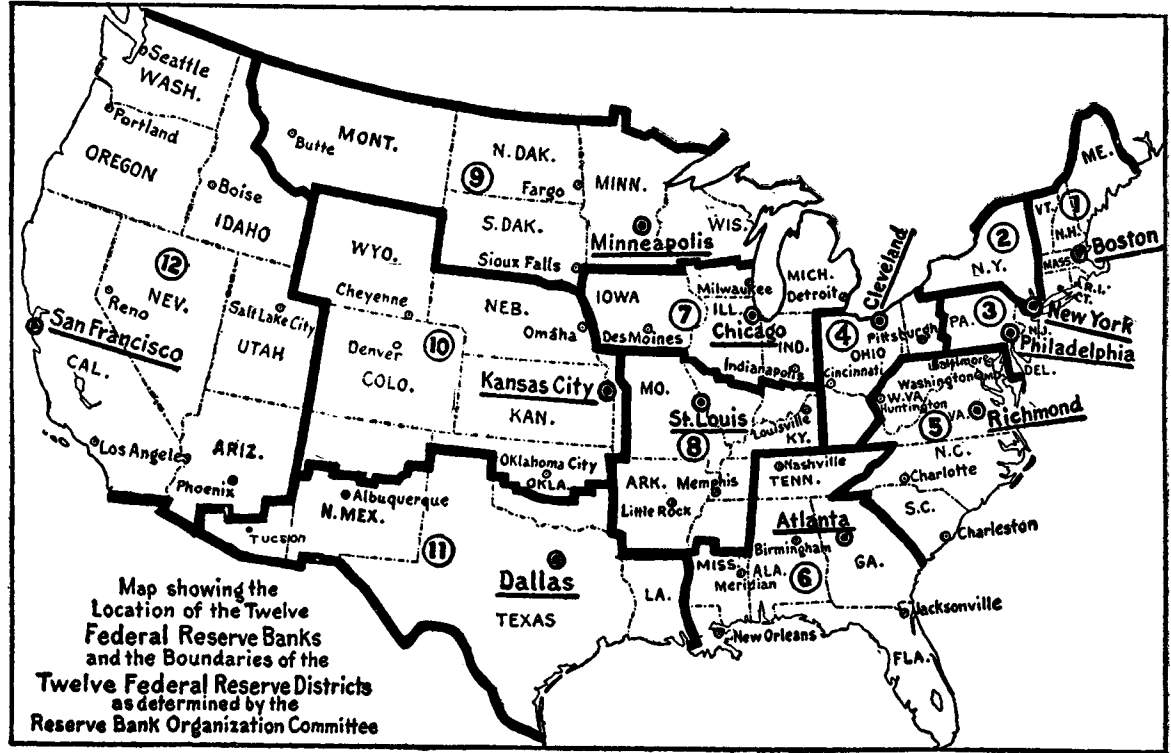 Seattle
WASH.
Portland
OREGON
Butte
MONT.
Boise
IDAHO
N. DAK.
9
Fargo
MINN.
S. DAK.
Minneapolis
Sioux Falls
WIS.
ME.
VT.
1
N.H.
Boston
MASS.
R.I.
CT.
2
N.Y.
New York
WYO.
Cheyenne
12
NEV.
Reno
Salt Lake City
UTAH
San Francisco
CAL.
Los Angeles
NEB.
Omaha
IOWA
Des Moines
7
Milwaukee
ILL.
Chicago
MICH.
Detroit
IND.
Indianapolis
Cleveland
4
OHIO
Cincinnati
Pittsburgh
PA.
3
N.J.
Philadelphia
DEL.
Baltimore
Washington
MD.
W.VA.
Huntington
VA.
Richmond
5
Denver
10
COLO.
Kansas City
KAN.
MO.
St. Louis
8
Louisville
KY.
ARIZ.
Phoenix
Tucson
Albuquerque
N. MEX.
Oklahoma City
OKLA.
ARK.
Little Rock
Memphis
Nashville
TENN.
N.C.
Charlotte
S.C.
Charleston
11
Dallas
TEXAS
LA.
MISS.
Meridian
Atlanta
Birmingham
ALA.
6
GA.
Jacksonville
New Orleans
FLA.
Map showing the
Location of the Twelve
Federal Reserve Banks
and the Boundaries of the
Twelve Federal Reserve Districts
as determined by the
Reserve Bank Organization Committee